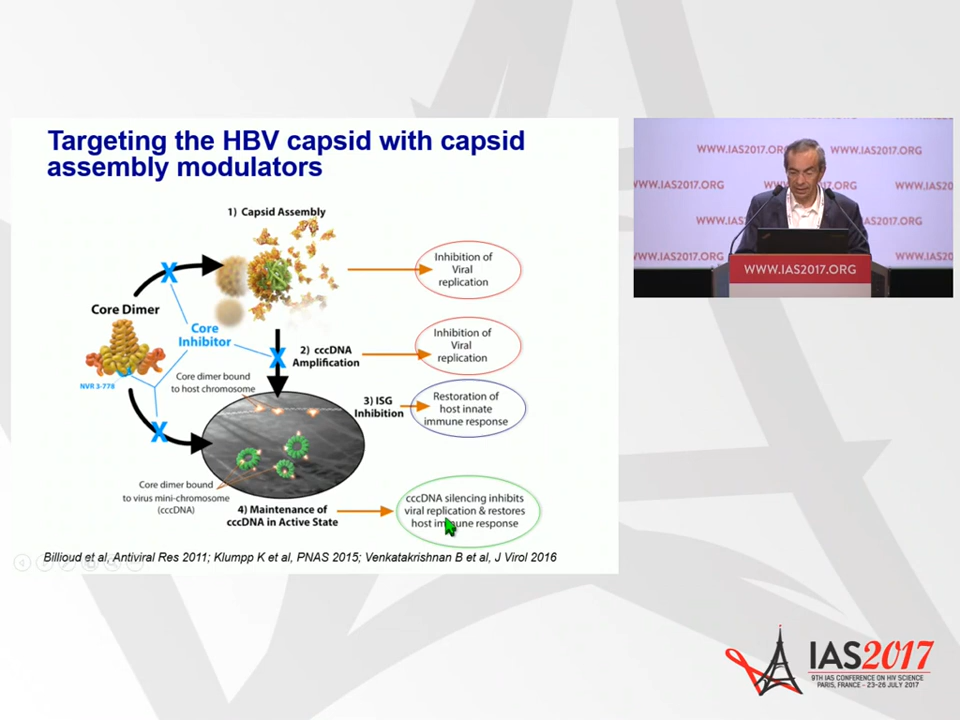 Targeting the HBV capsid with capsid
assembly modulators
1) Capsid Assembly
Inhibition of
Viral
replication
Core Dimer
Core
Inhibitor
NVR 3-778
2) cccDNA
Amplification
Inhibition of
Viral
replication
Core dimer bound
to host chromosome
3) ISG
Inhibition
Restoration of
host innate
immune response
Core dimer bound
to virus mini-chromosome
(cccDNA)
4) Maintenance of
cccDNA in Active State
cccDNA silencing inhibits
viral replication & restores
host immune response
Billioud et al, Antiviral Res 2011; Klumpp K et al, PNAS 2015; Venkatakrishnan B et al, J Virol 2016
WWW.IAS2017.ORG
WWW.IAS2017.ORG
WWW.IAS2017.ORG
WWW.IAS2017.ORG
WWW.IAS2017.ORG
IAS2017
9TH IAS CONFERENCE ON HIV SCIENCE
PARIS, FRANCE - 23-26 JULY 2017